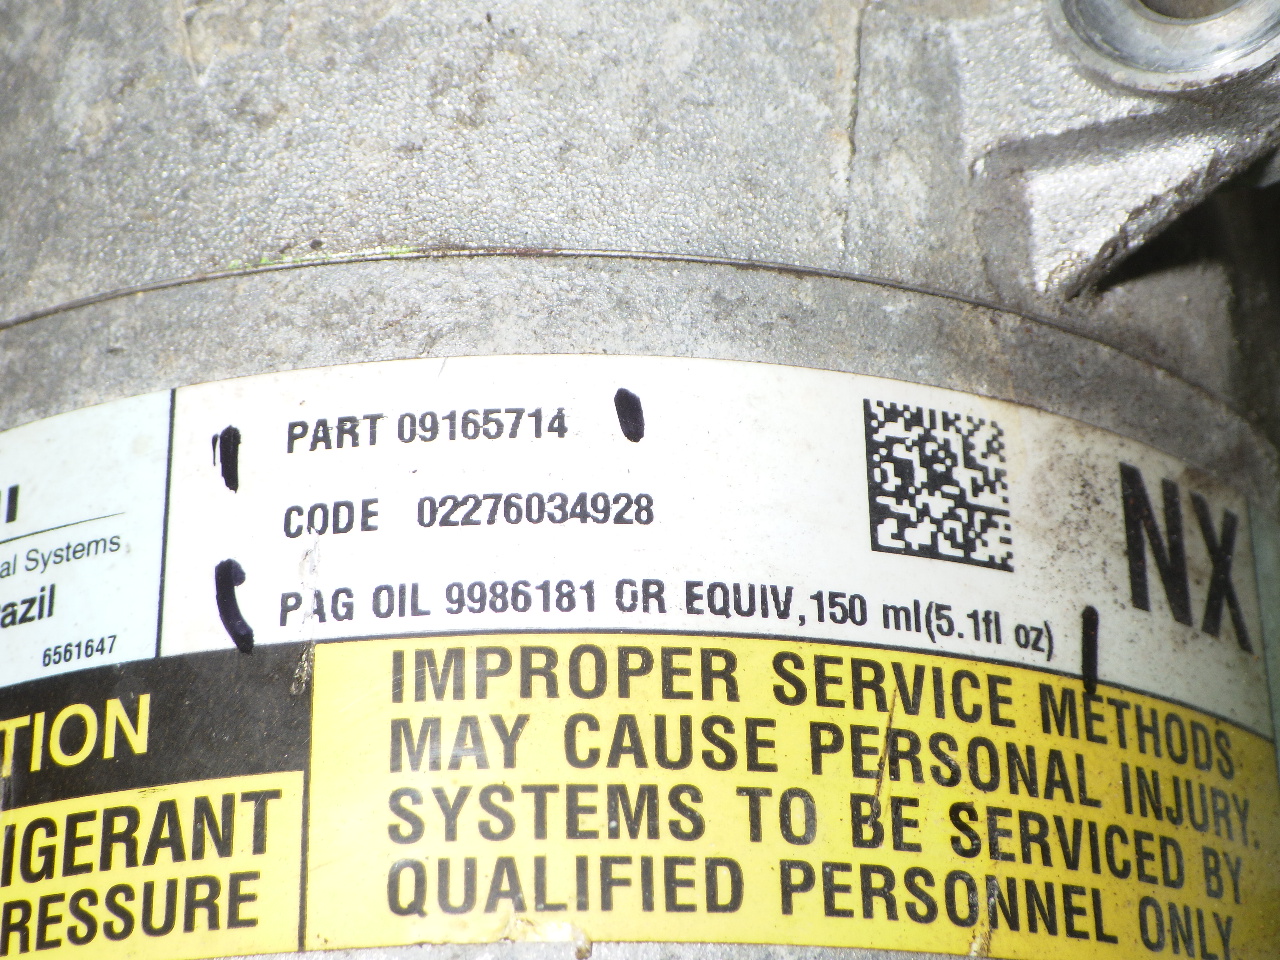 PART 09165714
CODE 02276034928
PAG OIL 9986181 OR EQUIV, 150 ml(5.1fl oz)
NX
al Systems
azil
6561647
TION
IGERANT
RESSURE
IMPROPER SERVICE METHODS
MAY CAUSE PERSONAL INJURY.
SYSTEMS TO BE SERVICED BY
QUALIFIED PERSONNEL ONLY